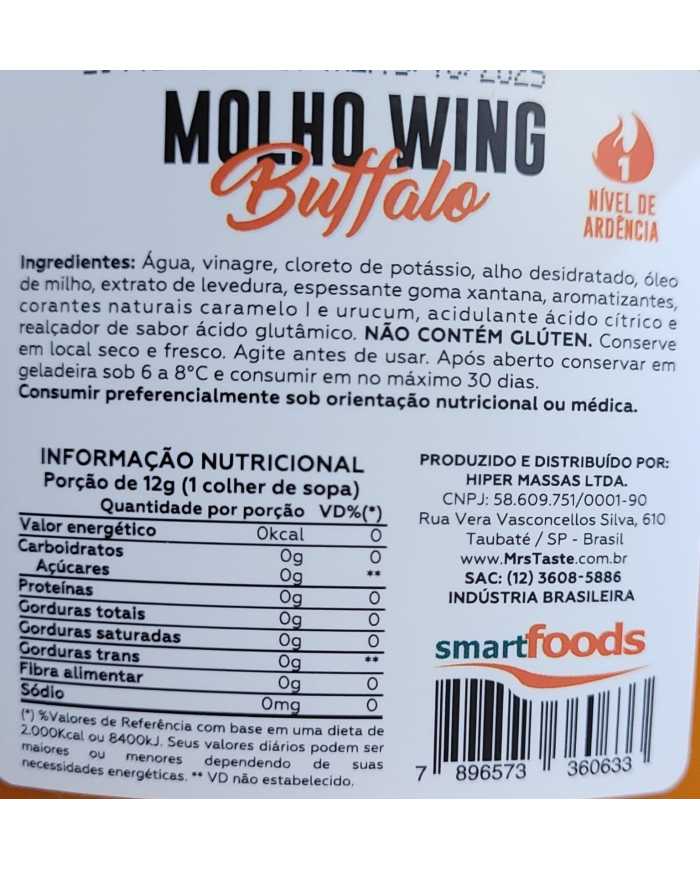 2025
MOLHO WING
Buffalo
1
NÍVEL DE
ARDÊNCIA
Ingredientes: Água, vinagre, cloreto de potássio, alho desidratado, óleo
de milho, extrato de levedura, espessante goma xantana, aromatizantes,
corantes naturais caramelo I e urucum, acidulante ácido cítrico e
realçador de sabor ácido glutâmico. NÃO CONTÉM GLÚTEN. Conserve
em local seco e fresco. Agite antes de usar. Após aberto conservar em
geladeira sob 6 a 8°C e consumir em no máximo 30 dias.
Consumir preferencialmente sob orientação nutricional ou médica.
INFORMAÇÃO NUTRICIONAL
Porção de 12g (1 colher de sopa)
Quantidade por porção VD%(*)
Valor energético 0kcal 0
Carboidratos 0g 0
Açúcares 0g **
Proteínas 0g 0
Gorduras totais 0g 0
Gorduras saturadas 0g 0
Gorduras trans 0g **
Fibra alimentar 0g 0
Sódio 0mg 0
(*) %Valores de Referência com base em uma dieta de
2.000Kcal ou 8400kJ. Seus valores diários podem ser
maiores ou menores dependendo de suas
necessidades energéticas. ** VD não estabelecido.
PRODUZIDO E DISTRIBUÍDO POR:
HIPER MASSAS LTDA.
CNPJ: 58.609.751/0001-90
Rua Vera Vasconcellos Silva, 610
Taubaté / SP - Brasil
www.MrsTaste.com.br
SAC: (12) 3608-5886
INDÚSTRIA BRASILEIRA
smartfoods
7 896573 360633